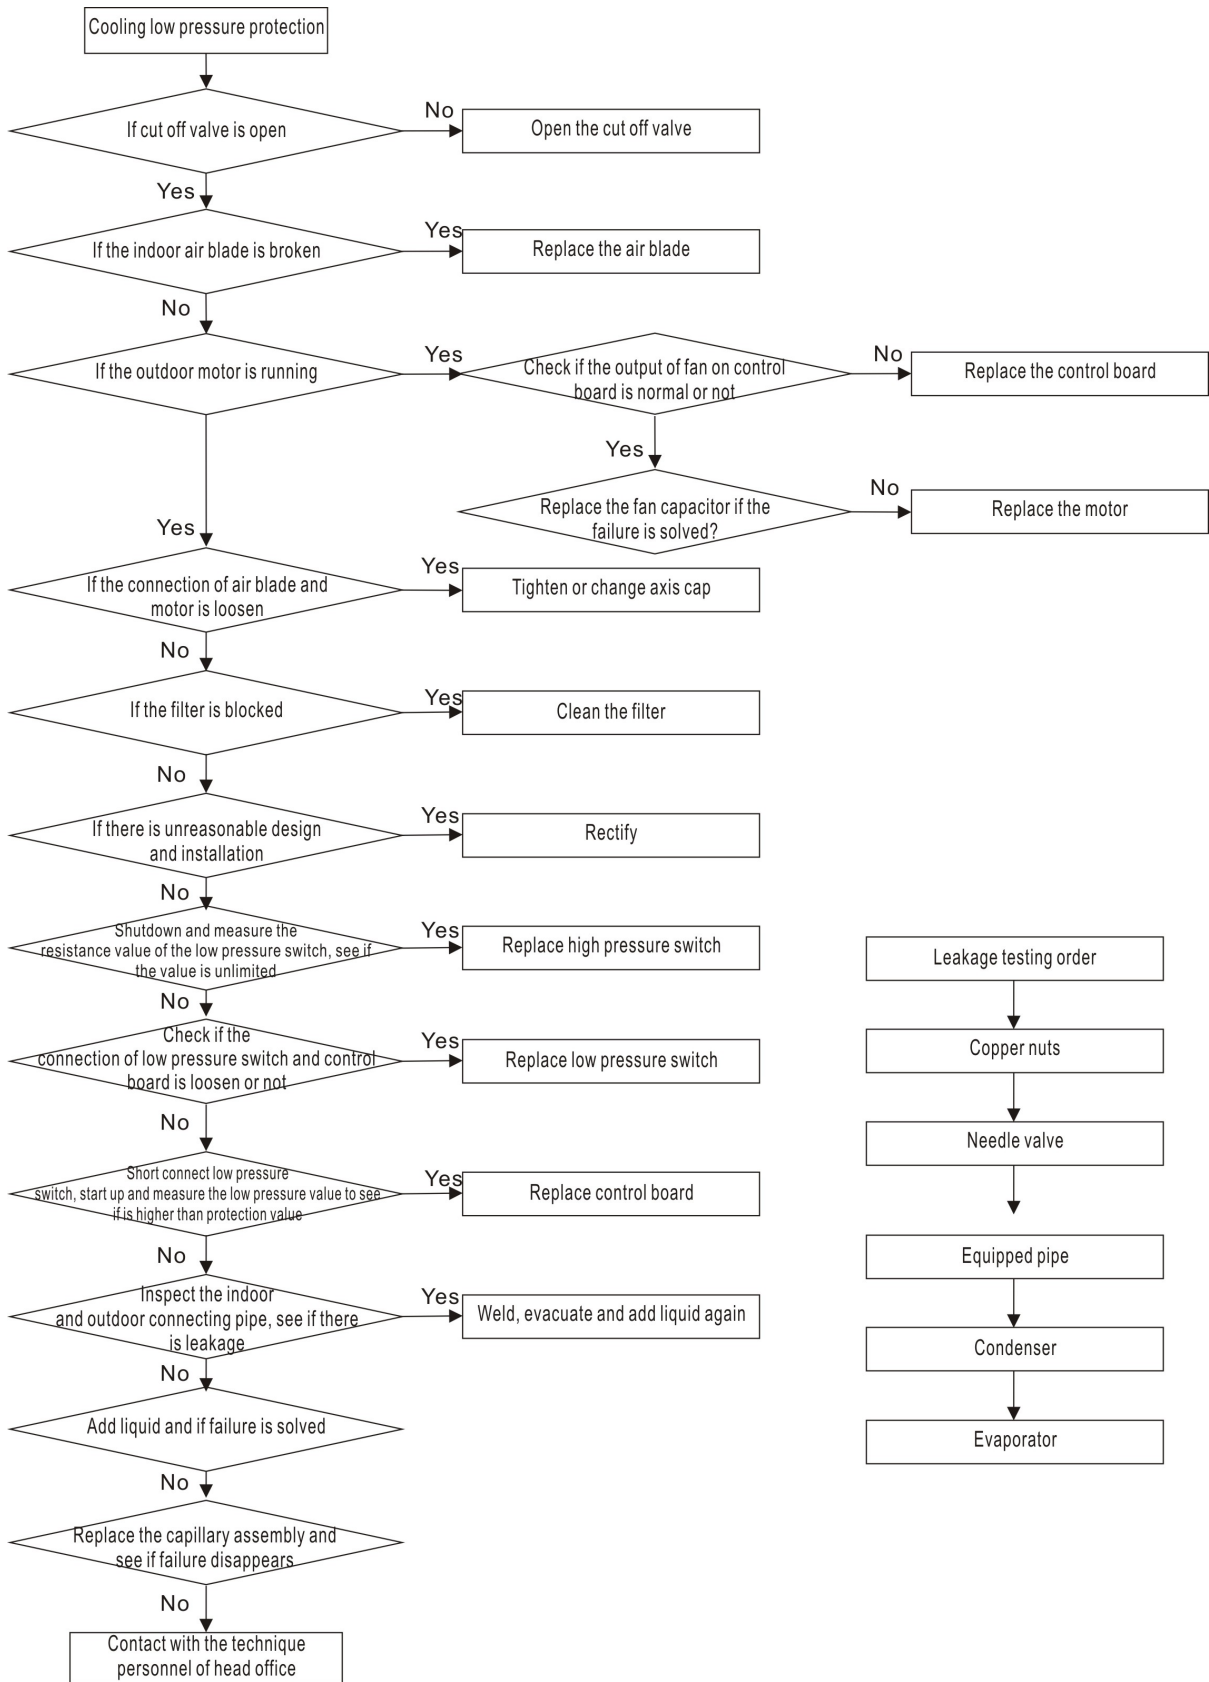 Cooling low pressure protection
If cut off valve is open
No
Open the cut off valve
Yes
If the indoor air blade is broken
Yes
Replace the air blade
No
If the outdoor motor is running
Yes
Check if the output of fan on control
board is normal or not
No
Replace the control board
Yes
Replace the fan capacitor if the
failure is solved?
No
Replace the motor
Yes
If the connection of air blade and
motor is loosen
Yes
Tighten or change axis cap
No
If the filter is blocked
Yes
Clean the filter
No
If there is unreasonable design
and installation
Yes
Rectify
No
Shutdown and measure the
resistance value of the low pressure switch, see if
the value is unlimited
Yes
Replace high pressure switch
No
Check if the
connection of low pressure switch and control
board is loosen or not
Yes
Replace low pressure switch
No
Short connect low pressure
switch, start up and measure the low pressure value to see
if is higher than protection value
Yes
Replace control board
No
Inspect the indoor
and outdoor connecting pipe, see if there
is leakage
Yes
Weld, evacuate and add liquid again
No
Add liquid and if failure is solved
No
Replace the capillary assembly and
see if failure disappears
No
Contact with the technique
personnel of head office
Leakage testing order
Copper nuts
Needle valve
Equipped pipe
Condenser
Evaporator